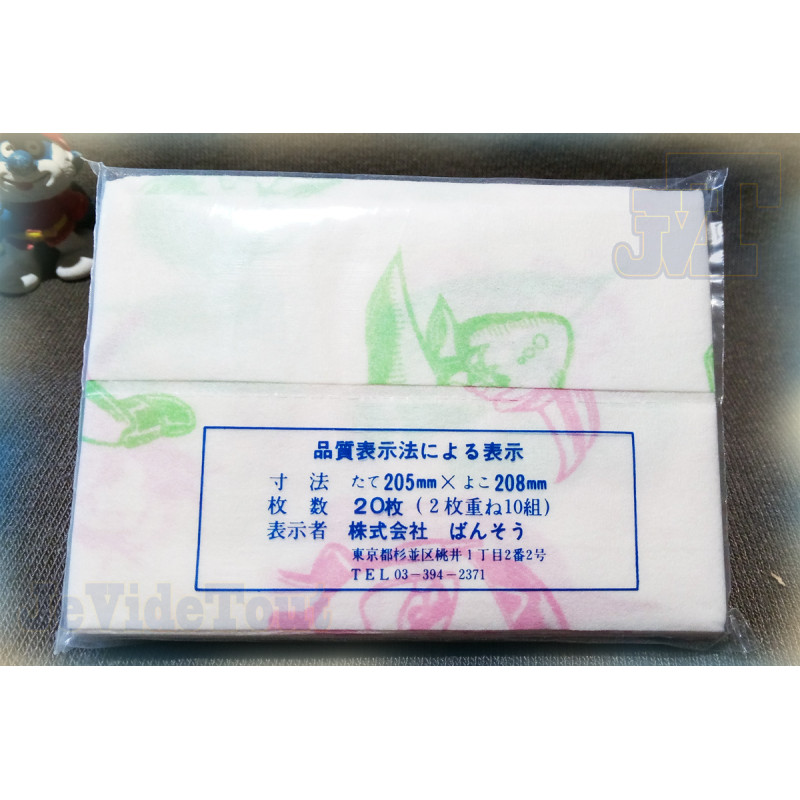 品質表示法による表示
寸 法 たて205mm×よこ208mm
枚 数 20枚(2枚重ね10組)
表示者 株式会社 ばんそう
東京都杉並区桃井1丁目2番2号
TEL 03-394-2371
JeVideTout